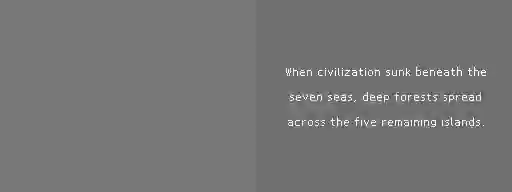 When civilization sunk beneath the
seven seas, deep forests spread
across the five remaining islands.